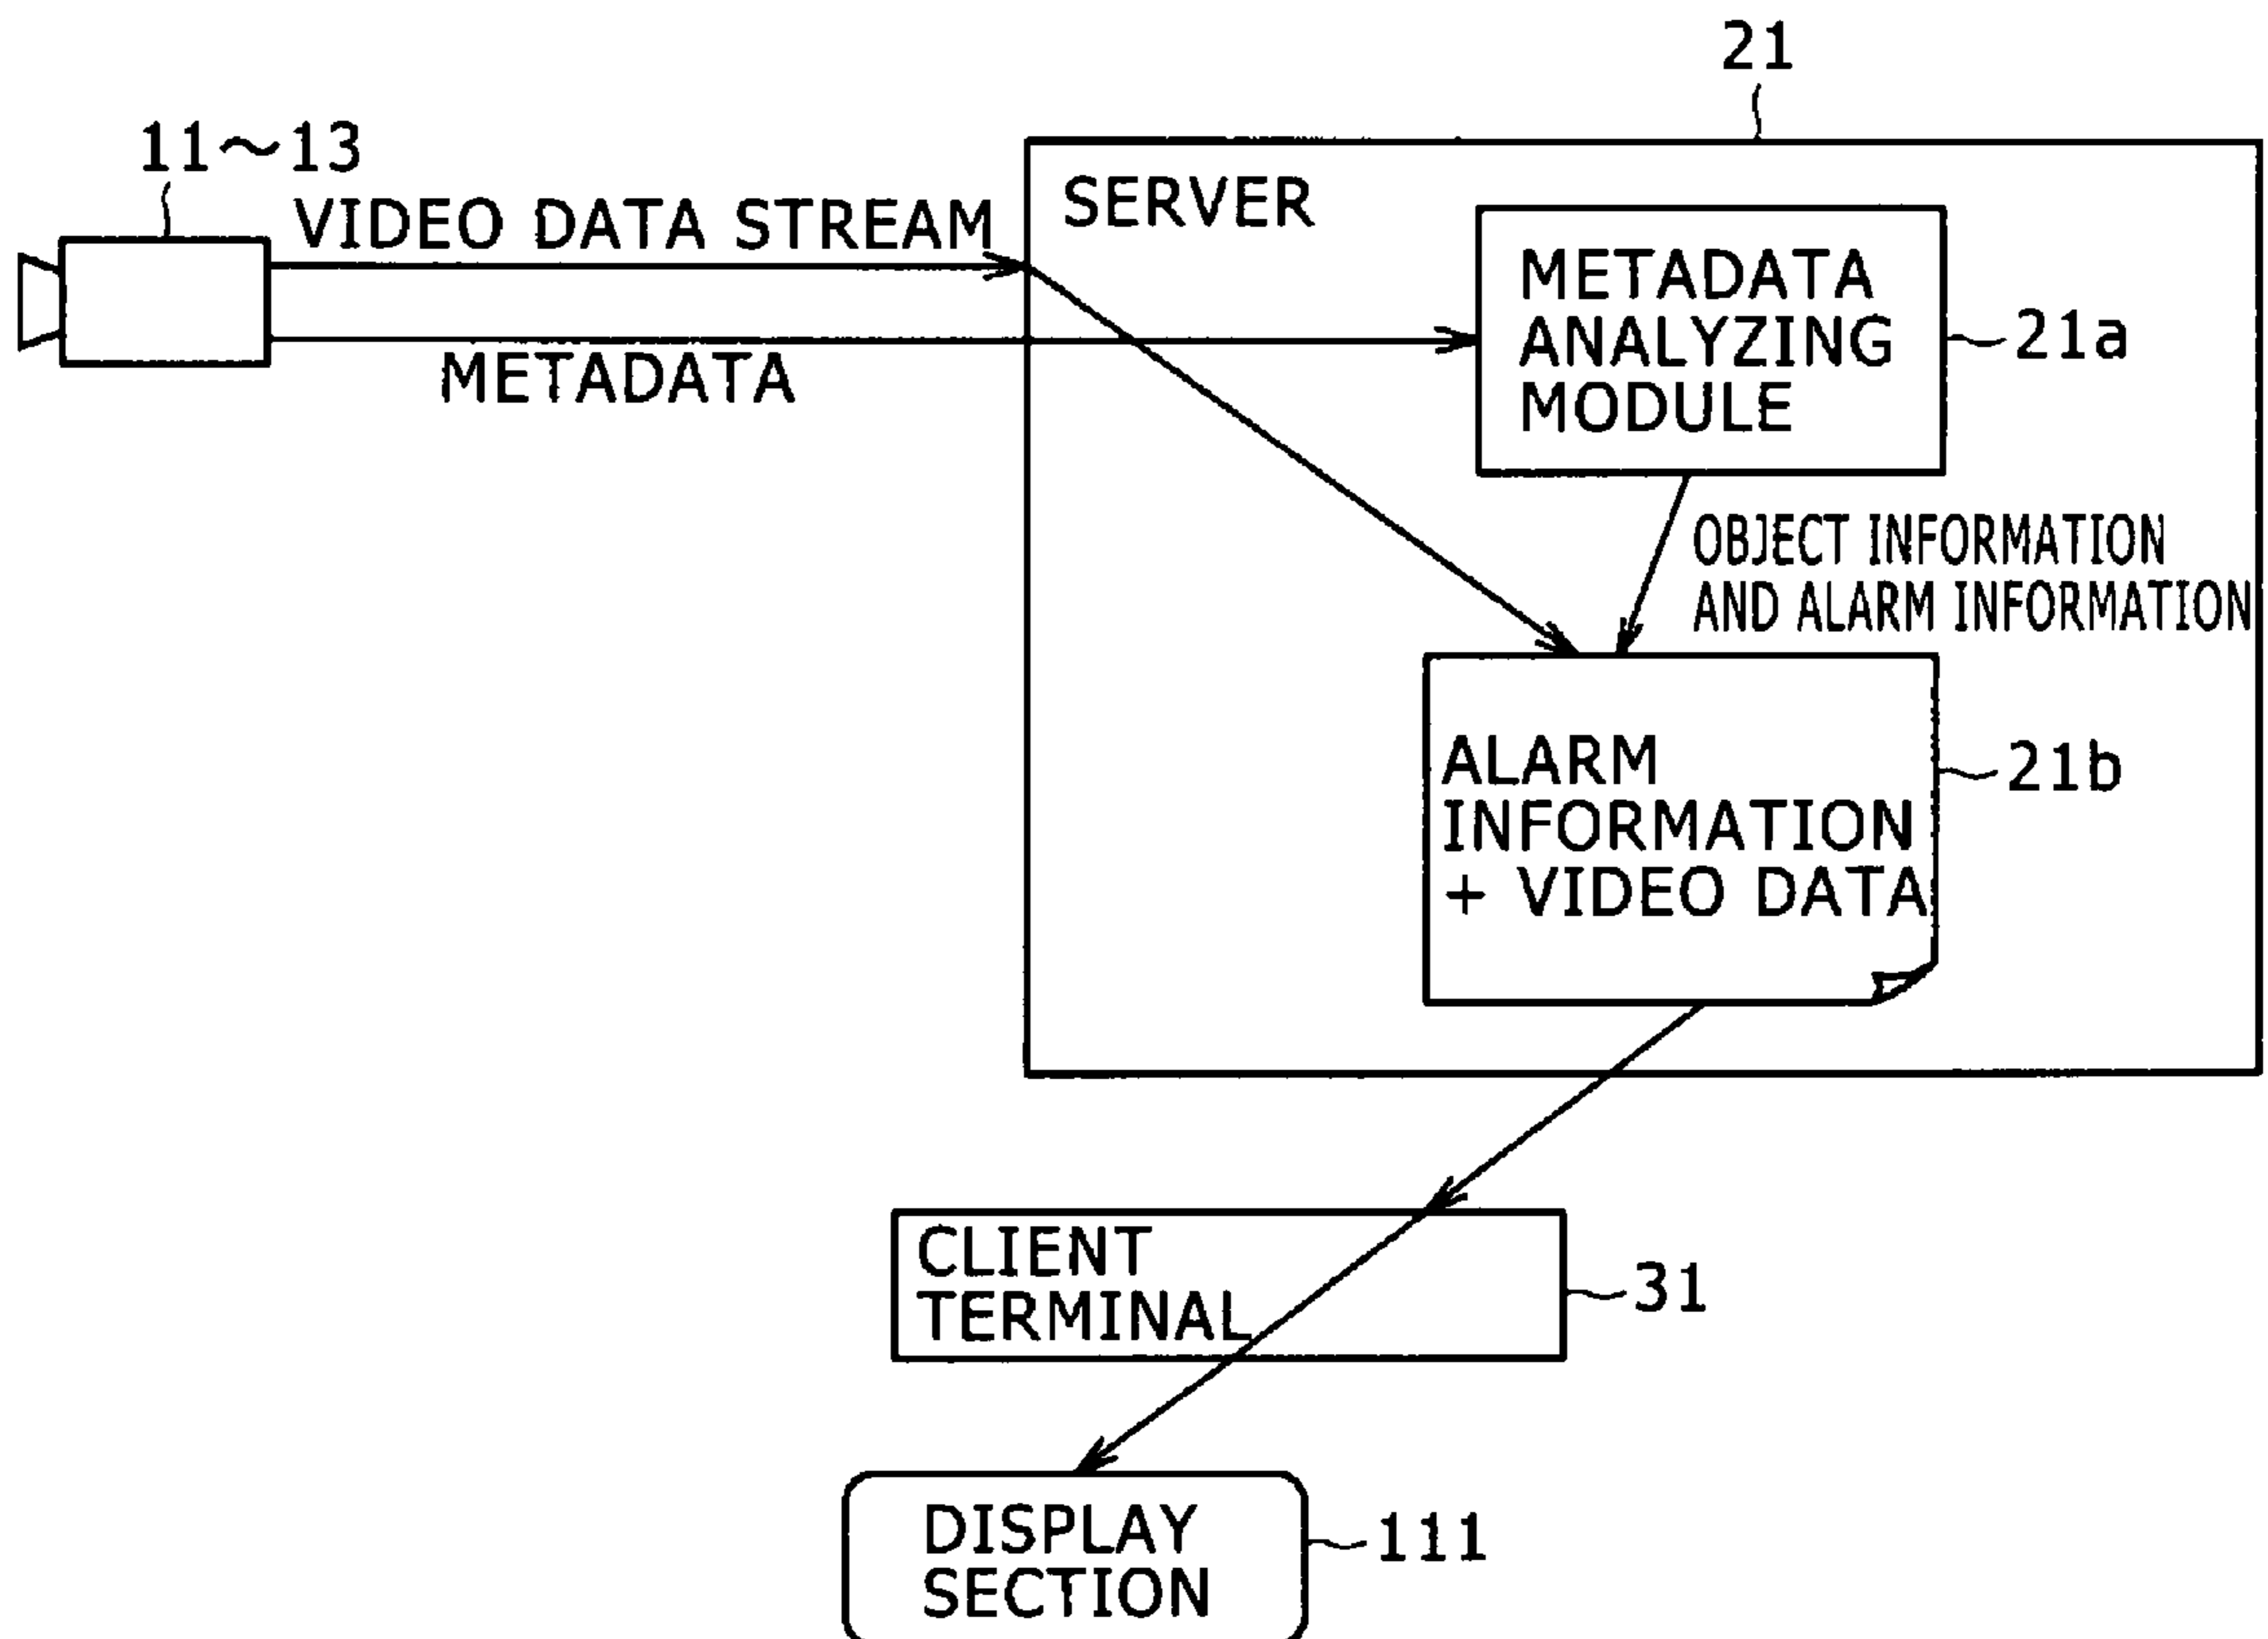 21
11～13
VIDEO DATA STREAM
SERVER
METADATA
ANALYZING
MODULE
21a
METADATA
OBJECT INFORMATION
AND ALARM INFORMATION
ALARM
INFORMATION
+ VIDEO DATA
21b
CLIENT
TERMINAL
31
DISPLAY
SECTION
111